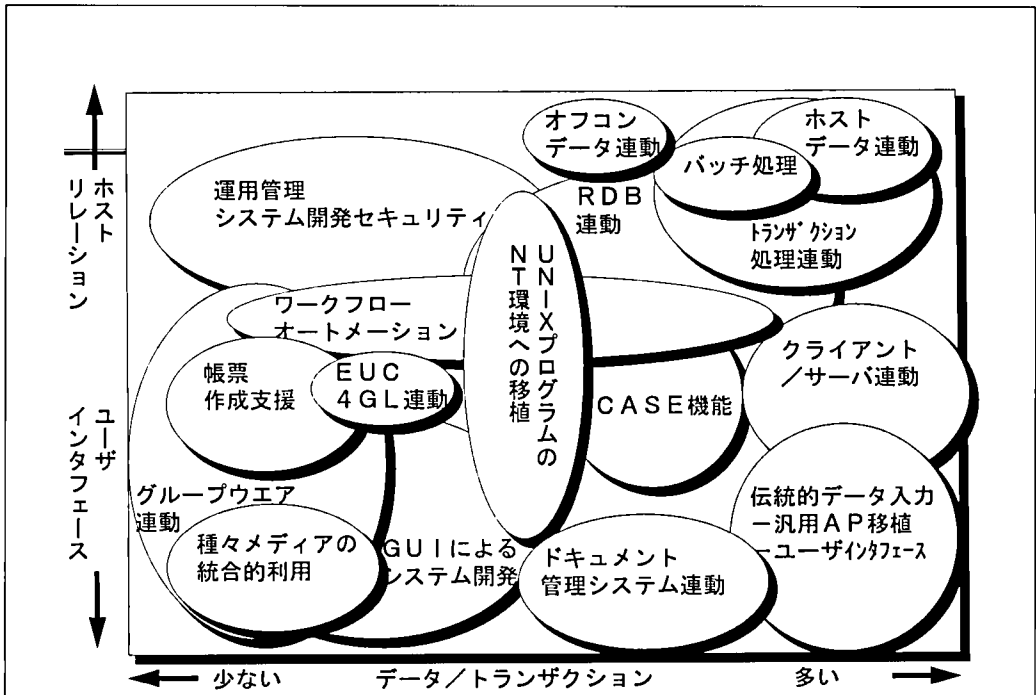 ホスト
リレーション
ユーザ
インタフェース
オフコン
データ連動
ホスト
データ連動
バッチ処理
運用管理
システム開発セキュリティ
RDB
連動
トランザクション
処理連動
UNIXプログラムの
NT環境への移植
ワークフロー
オートメーション
クライアント
/サーバ連動
帳票
作成支援
EUC
4GL連動
CASE機能
グループウエア
連動
伝統的データ入力
ー汎用AP移植
ーユーザインタフェース
種々メディアの
統合的利用
GUIによる
システム開発
ドキュメント
管理システム連動
少ない
データ/トランザクション
多い